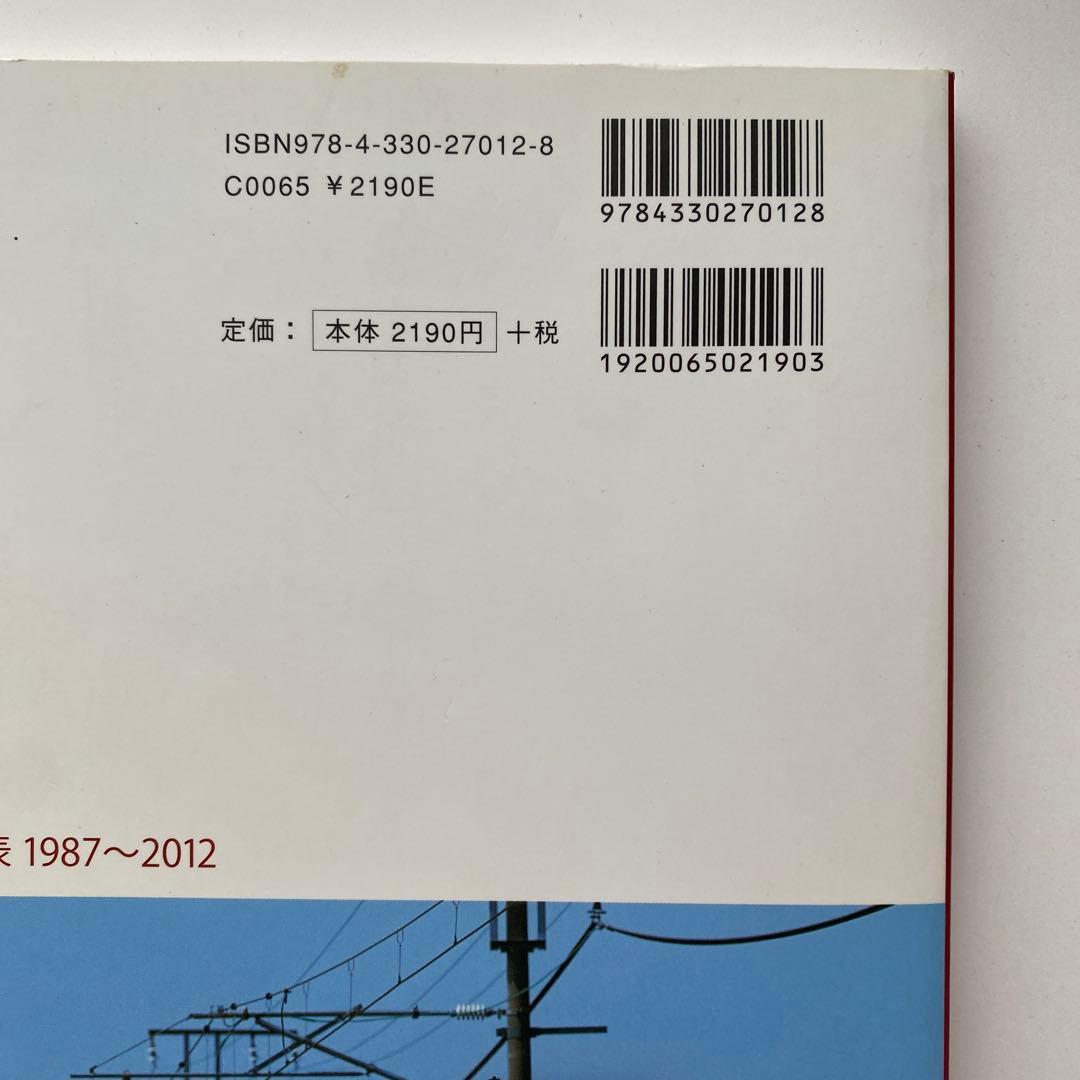 ISBN978-4-330-27012-8
C0065 ¥2190E
9784330270128
定価： 本体 2190円 +税
1920065021903
表 1987〜2012